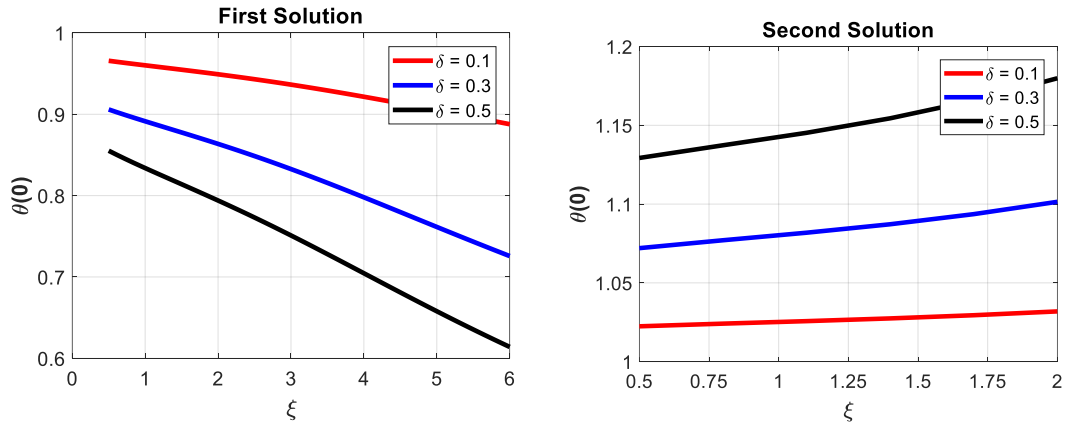 First Solution
1
0.9
0.8
0.7
0.6
θ(0)
0 1 2 3 4 5 6
ξ
δ = 0.1
δ = 0.3
δ = 0.5
Second Solution
1.2
1.15
1.1
1.05
1
θ(0)
0.5 0.75 1 1.25 1.5 1.75 2
ξ
δ = 0.1
δ = 0.3
δ = 0.5